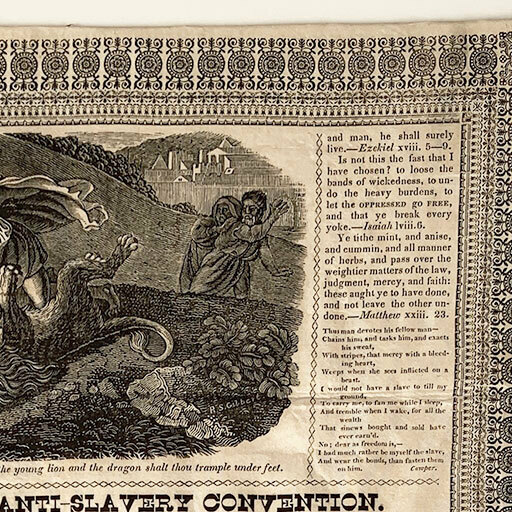 and man, he shall surely
live.—Ezekiel xviii. 5—9.
Is not this the fast that I
have chosen? to loose the
bands of wickedness, to un-
do the heavy burdens, to
let the OPPRESSED go FREE,
and that ye break every
yoke.—Isaiah lviii.6.
Ye tithe mint, and anise,
and cummin, and all manner
of herbs, and pass over the
weightier matters of the law,
judgment, mercy, and faith:
these aught ye to have done,
and not leave the other un-
done.—Matthew xxiii. 23.
Thus man devotes his fellow man—
Chains him, and tasks him, and exacts
his sweat,
With stripes, that mercy with a bleed-
ing heart,
Weeps when she sees inflicted on a
beast.
I would not have a slave to till my
ground,
To carry me, to fan me while I sleep,
And tremble when I wake, for all the
wealth
That sinews bought and sold have
ever earn'd.
No; dear as freedom is,—
I had much rather be myself the slave,
And wear the bonds, than fasten them
on him. Cowper.
the young lion and the dragon shalt thou trample under feet.
ANTI-SLAVERY CONVENTION.